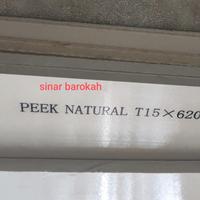 sinar barokah
PEEK NATURAL T15×620